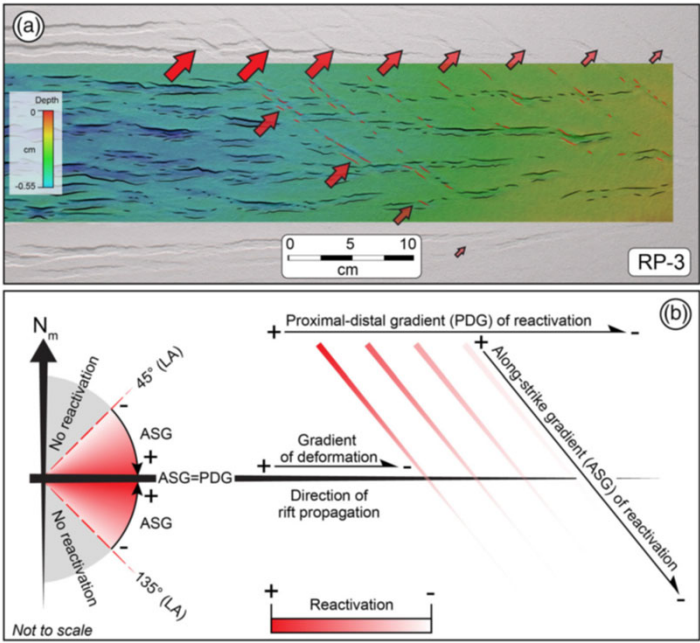 (a)
Depth
0
cm
-0.55
0 5 10
cm
RP-3
(b)
Nm
No reactivation
45° (LA)
-
ASG
+
ASG=PDG
+
ASG
-
No reactivation
135° (LA)
Not to scale
Proximal-distal gradient (PDG) of reactivation
+ -
+
Along-strike gradient (ASG) of reactivation
-
Gradient
of deformation
+ -
Direction of
rift propagation
+ -
Reactivation